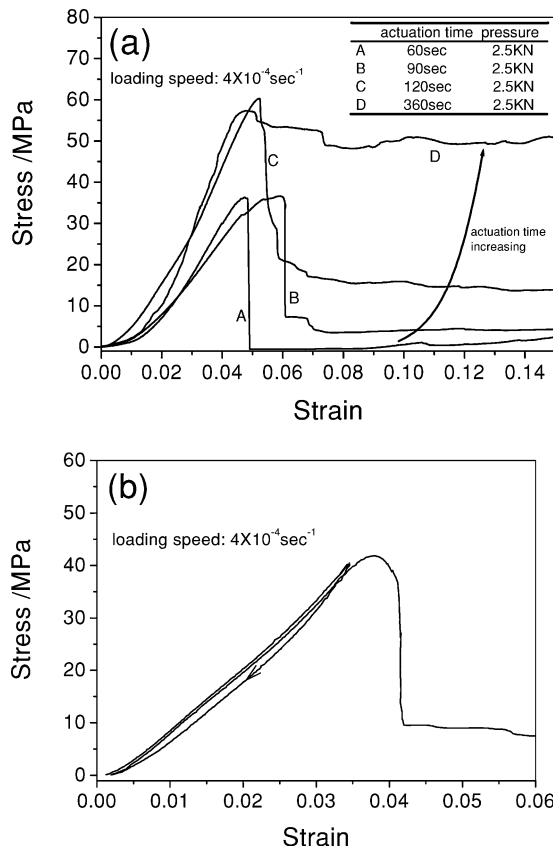 (a)
actuation time pressure
A 60sec 2.5KN
B 90sec 2.5KN
C 120sec 2.5KN
D 360sec 2.5KN
loading speed: 4X10⁻⁴sec⁻¹
Stress /MPa
60
50
40
30
20
10
0
C
D
A
B
actuation time
increasing
0.00 0.02 0.04 0.06 0.08 0.10 0.12 0.14
Strain
(b)
loading speed: 4X10⁻⁴sec⁻¹
Stress /MPa
60
50
40
30
20
10
0
0.00 0.01 0.02 0.03 0.04 0.05 0.06
Strain